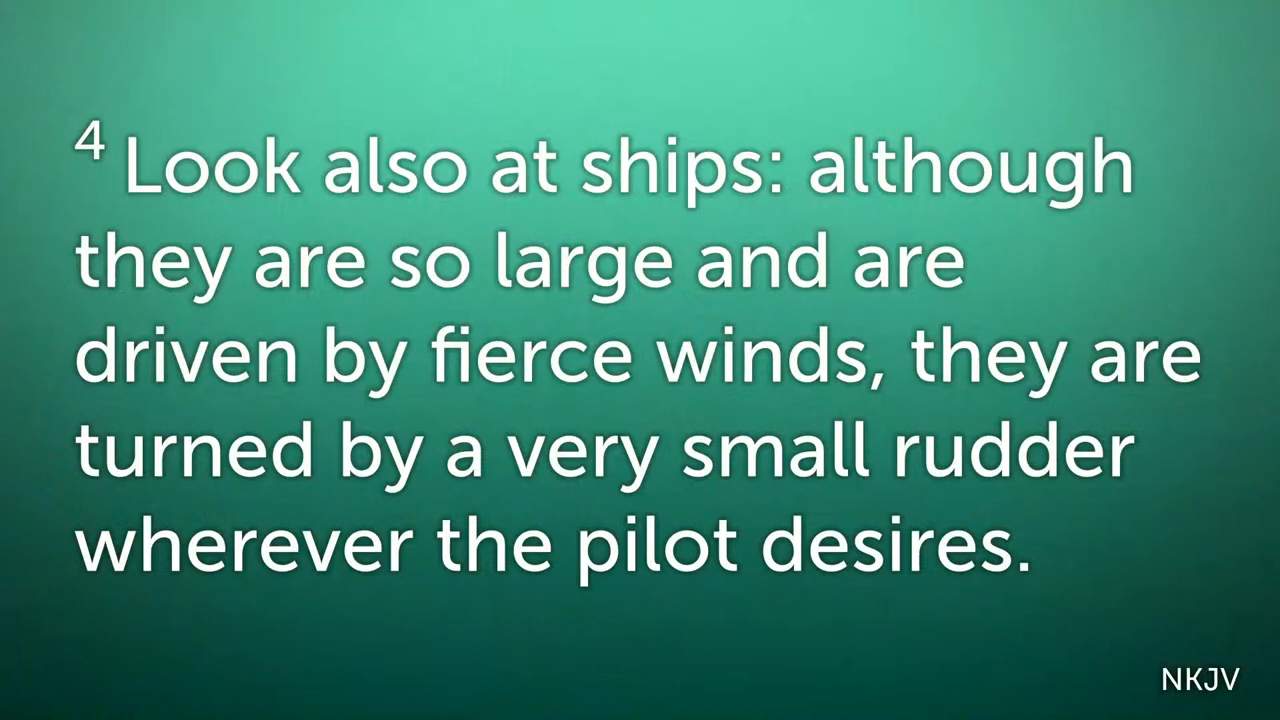 4 Look also at ships: although
they are so large and are
driven by fierce winds, they are
turned by a very small rudder
wherever the pilot desires.
NKJV